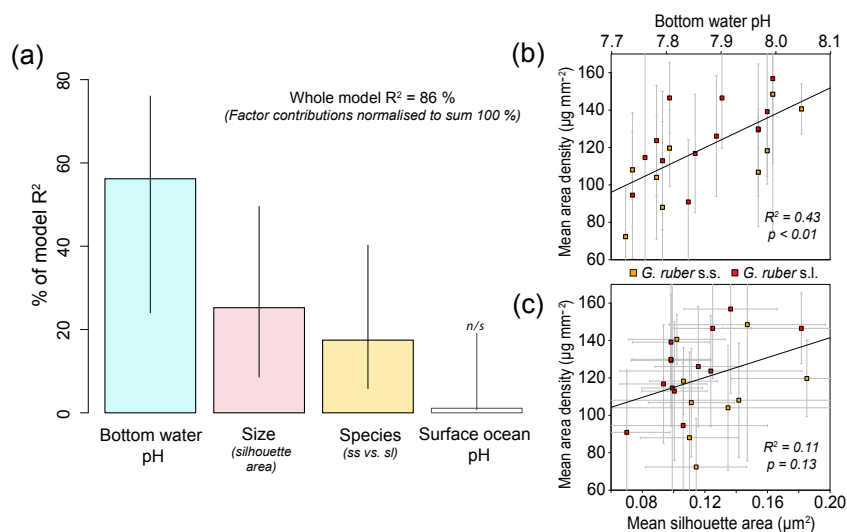 (a)
80
60
40
20
0
% of model R²
Whole model R² = 86 %
(Factor contributions normalised to sum 100 %)
n/s
Bottom water
pH
Size
(silhouette
area)
Species
(ss vs. sl)
Surface ocean
pH
Bottom water pH
7.7 7.8 7.9 8.0 8.1
(b)
160
140
120
100
80
60
Mean area density (µg mm⁻²)
R² = 0.43
p < 0.01
G. ruber s.s. G. ruber s.l.
(c)
160
140
120
100
80
60
Mean area density (µg mm⁻²)
R² = 0.11
p = 0.13
0.08 0.12 0.16 0.20
Mean silhouette area (µm²)